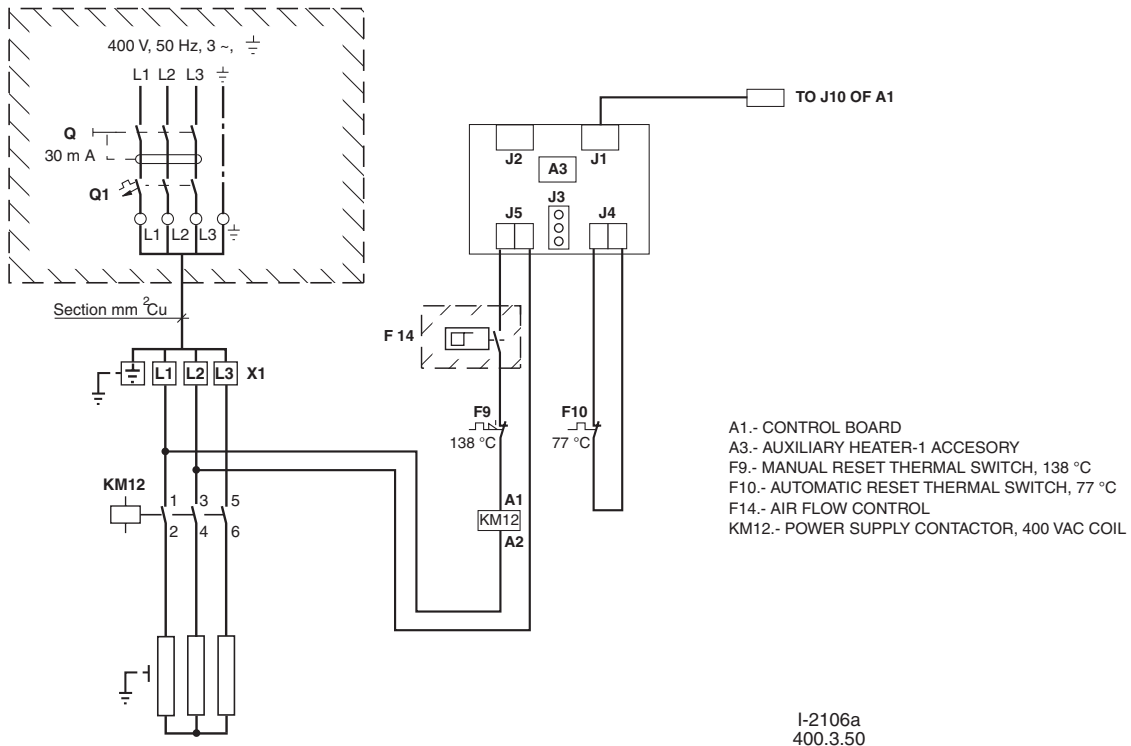 400 V, 50 Hz, 3 ~,
L1 L2 L3
Q
30 m A
Q1
L1 L2 L3
Section mm 2Cu
L1 L2 L3 X1
KM12
1 3 5
2 4 6
TO J10 OF A1
J2 J1
A3
J3
J5 J4
F 14
F9
138 °C
F10
77 °C
A1
KM12
A2
A1.- CONTROL BOARD
A3.- AUXILIARY HEATER-1 ACCESORY
F9.- MANUAL RESET THERMAL SWITCH, 138 °C
F10.- AUTOMATIC RESET THERMAL SWITCH, 77 °C
F14.- AIR FLOW CONTROL
KM12.- POWER SUPPLY CONTACTOR, 400 VAC COIL
I-2106a
400.3.50